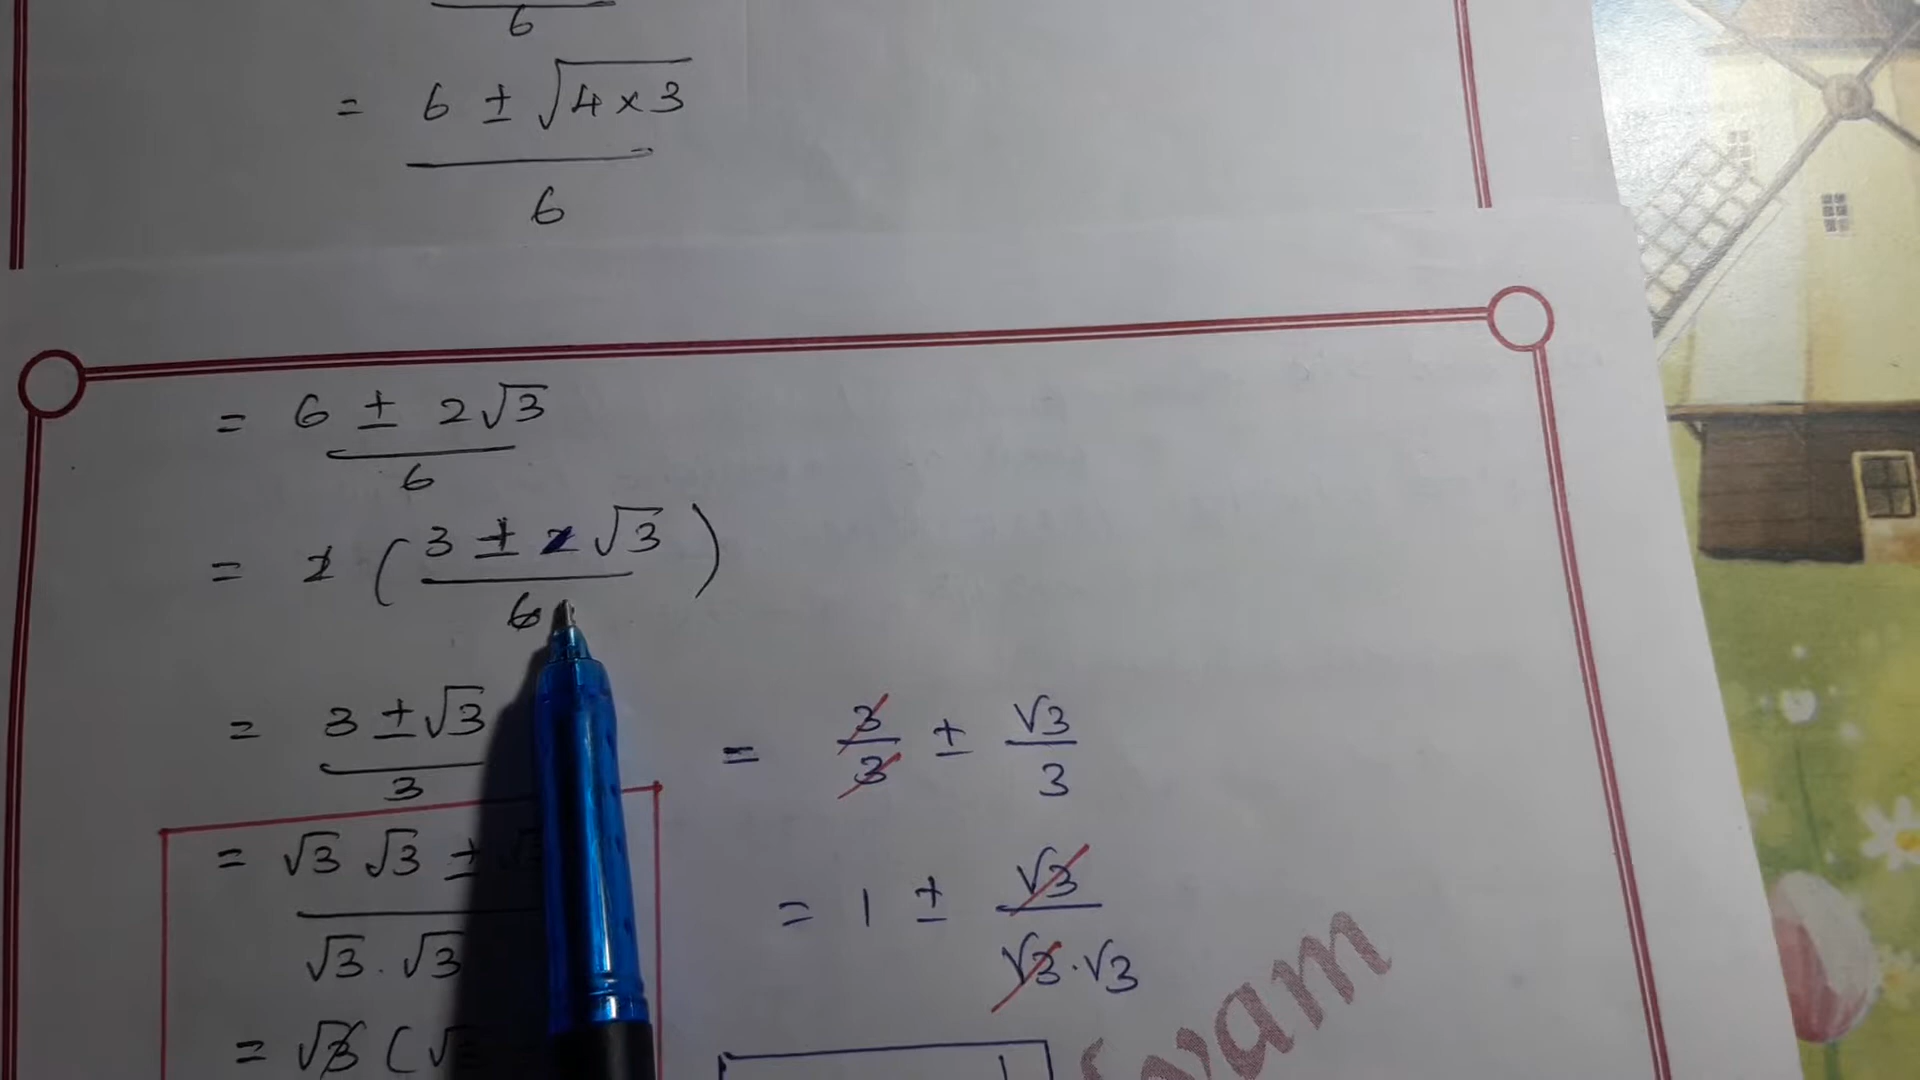 6
= 6 ± √4×3
6
= 6 ± 2√3
6
= 2 ( 3 ± 2√3 )
6
= 3 ±√3
3
= √3 √3 ±
√3 . √3
= √3 ( √
= 3 ± √3
3 3
= 1 ± √3
√3 . √3